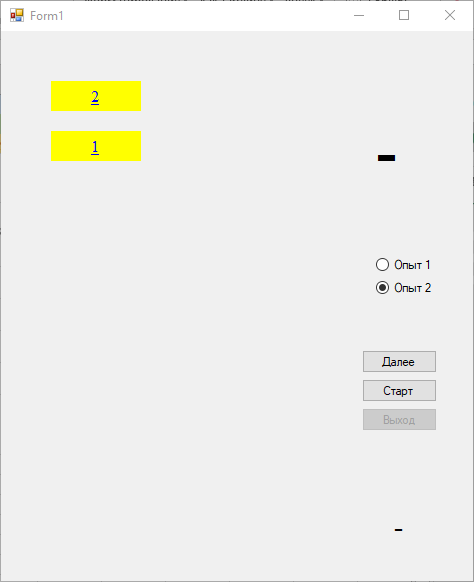 Form1
2
1
-
Опыт 1
Опыт 2
Далее
Старт
Выход
-